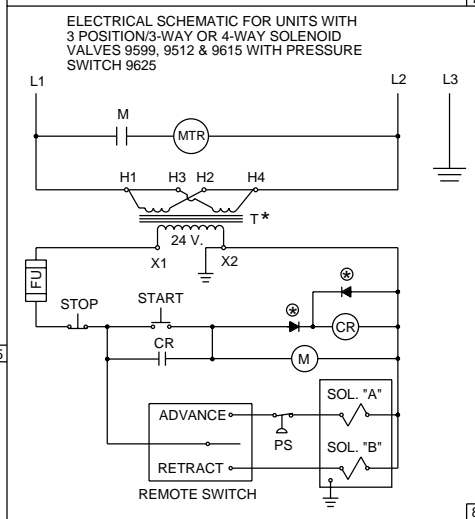 ELECTRICAL SCHEMATIC FOR UNITS WITH
3 POSITION/3-WAY OR 4-WAY SOLENOID
VALVES 9599, 9512 & 9615 WITH PRESSURE
SWITCH 9625
L1 L2 L3
M
MTR
H1 H3 H2 H4
T*
24 V.
X1 X2
FU
STOP START
* *
CR CR
M
ADVANCE SOL. "A"
PS
RETRACT SOL. "B"
REMOTE SWITCH